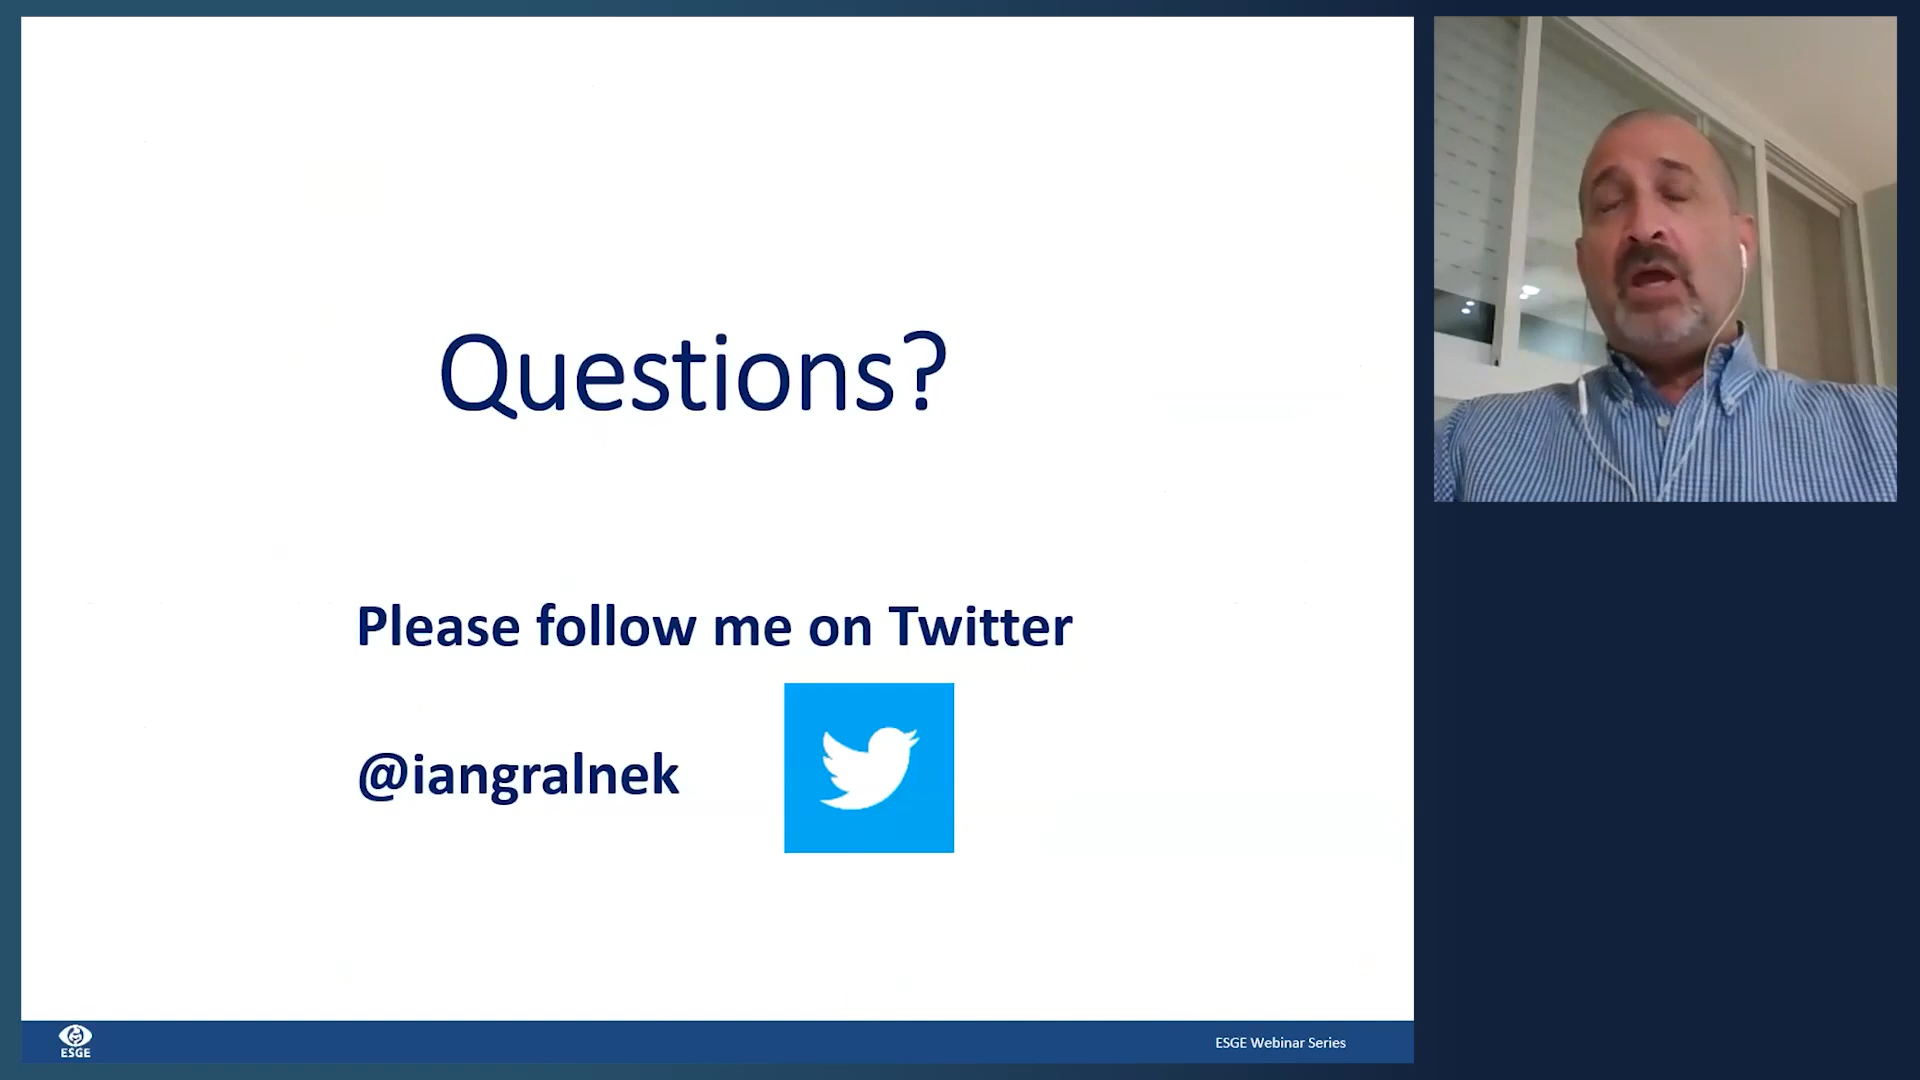 Questions?
Please follow me on Twitter
@iangralnek
ESGE
ESGE Webinar Series